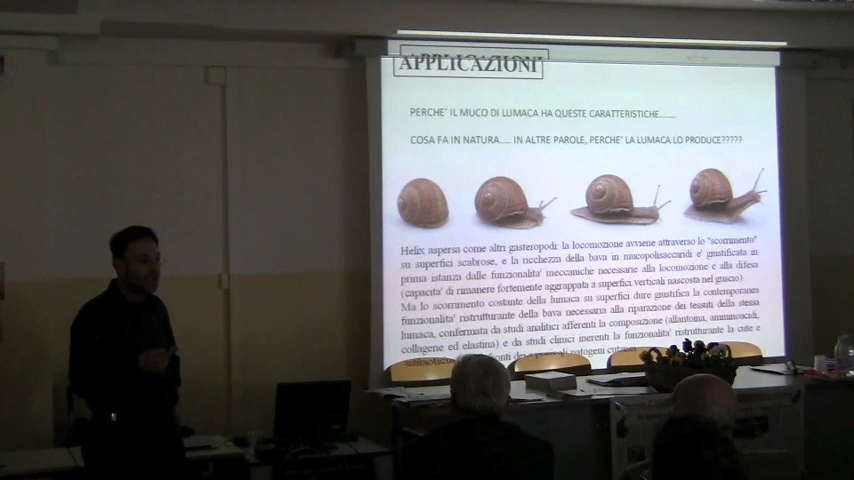 APPLICAZIONI
PERCHE' IL MUCO DI LUMACA HA QUESTE CARATTERISTICHE........
COSA FA IN NATURA..... IN ALTRE PAROLE, PERCHE' LA LUMACA LO PRODUCE?????
Helix aspersa come altri gasteropodi: la locomozione avviene attraverso lo "scorrimento"
su superfici scabrose, e la ricchezza della bava in mucopolisaccaridi e' giustificata in
prima istanza dalle funzionalita' meccaniche necessarie alla locomozione e alla difesa
(capacita' di rimanere fortemente aggrappata a superfici verticali nascosta nel guscio).
Ma lo scorrimento costante della lumaca su superfici dure giustifica la contemporanea
funzionalita' ristrutturante della bava necessaria alla riparazione dei tessuti della stessa
lumaca, confermata da studi analitici afferenti la composizione (allantoina, aminoacidi,
collagene ed elastina) e da studi clinici inerenti la funzionalita' ristrutturante la cute e
fronti dei patogeni